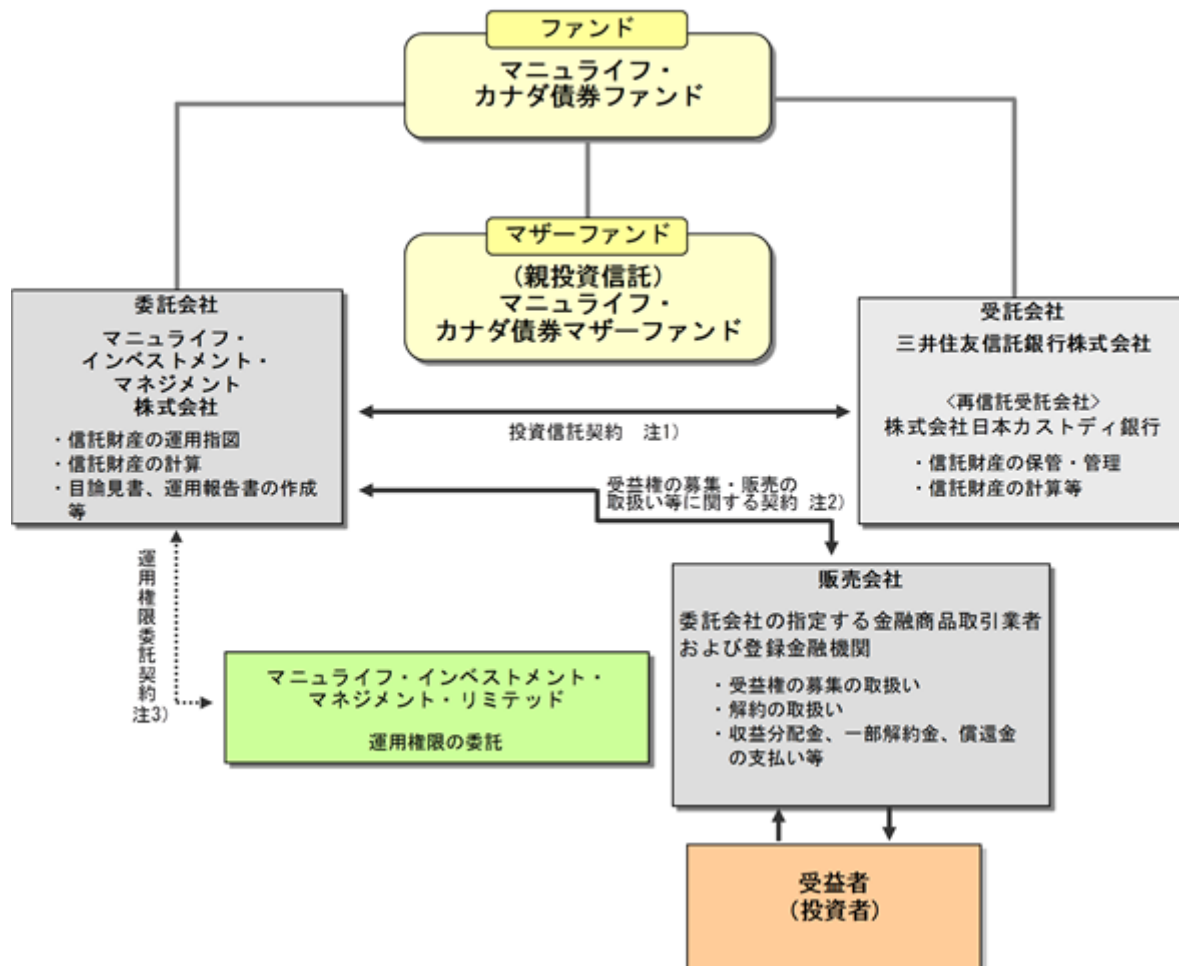 ファンド
マニュライフ・
カナダ債券ファンド
マザーファンド
（親投資信託）
マニュライフ・
カナダ債券マザーファンド
委託会社
マニュライフ・
インベストメント・
マネジメント
株式会社
・信託財産の運用指図
・信託財産の計算
・目論見書、運用報告書の作成
等
受託会社
三井住友信託銀行株式会社
〈再信託受託会社〉
株式会社日本カストディ銀行
・信託財産の保管・管理
・信託財産の計算等
投資信託契約 注1）
受益権の募集・販売の
取扱い等に関する契約 注2）
運用権限委託契約
注3）
マニュライフ・インベストメント・
マネジメント・リミテッド
運用権限の委託
販売会社
委託会社の指定する金融商品取引業者
および登録金融機関
・受益権の募集の取扱い
・解約の取扱い
・収益分配金、一部解約金、償還金
の支払い等
受益者
（投資者）